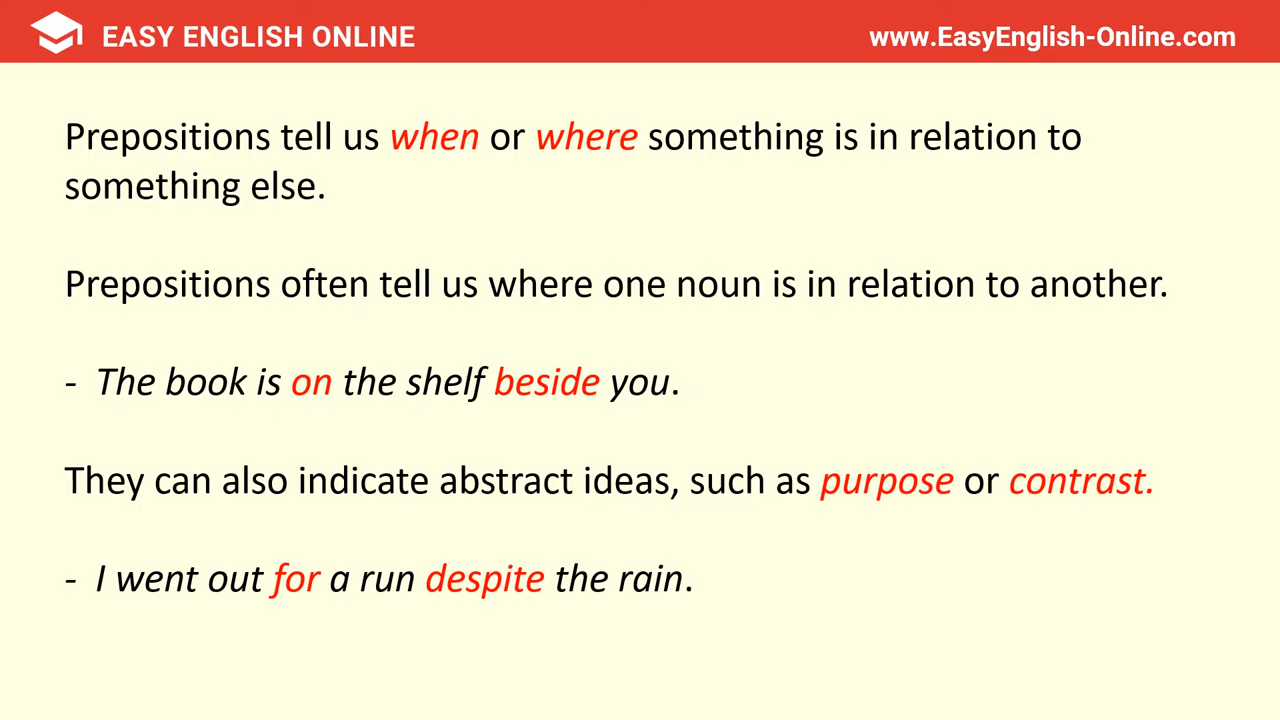 EASY ENGLISH ONLINE
www.EasyEnglish-Online.com
Prepositions tell us when or where something is in relation to
something else.
Prepositions often tell us where one noun is in relation to another.
- The book is on the shelf beside you.
They can also indicate abstract ideas, such as purpose or contrast.
- I went out for a run despite the rain.